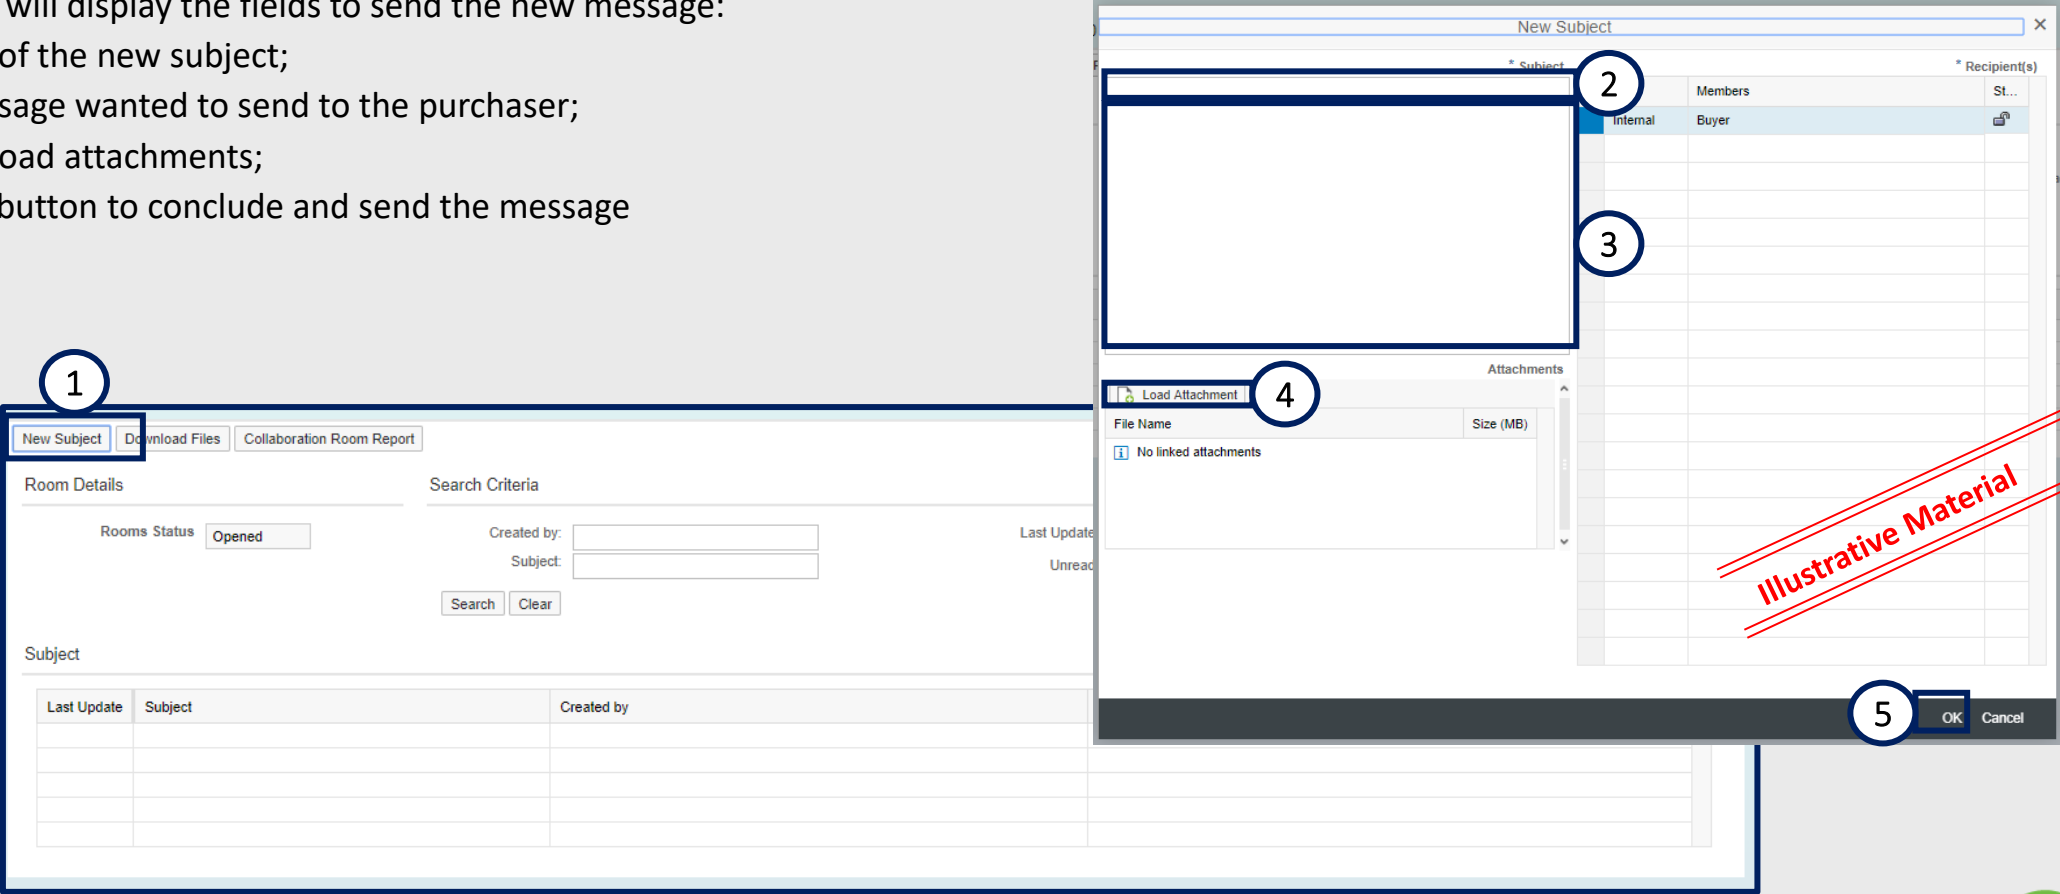 will display the fields to send the new message:
of the new subject;
sage wanted to send to the purchaser;
oad attachments;
button to conclude and send the message
1
New Subject Download Files Collaboration Room Report
Room Details
Rooms Status Opened
Search Criteria
Created by:
Subject:
Last Update
Unread
Search Clear
Subject
Last Update Subject Created by
New Subject ×
* Subject
2
3
Attachments
Load Attachment
4
File Name Size (MB)
No linked attachments
* Recipient(s)
Members St...
Internal Buyer
Illustrative Material
5
OK Cancel